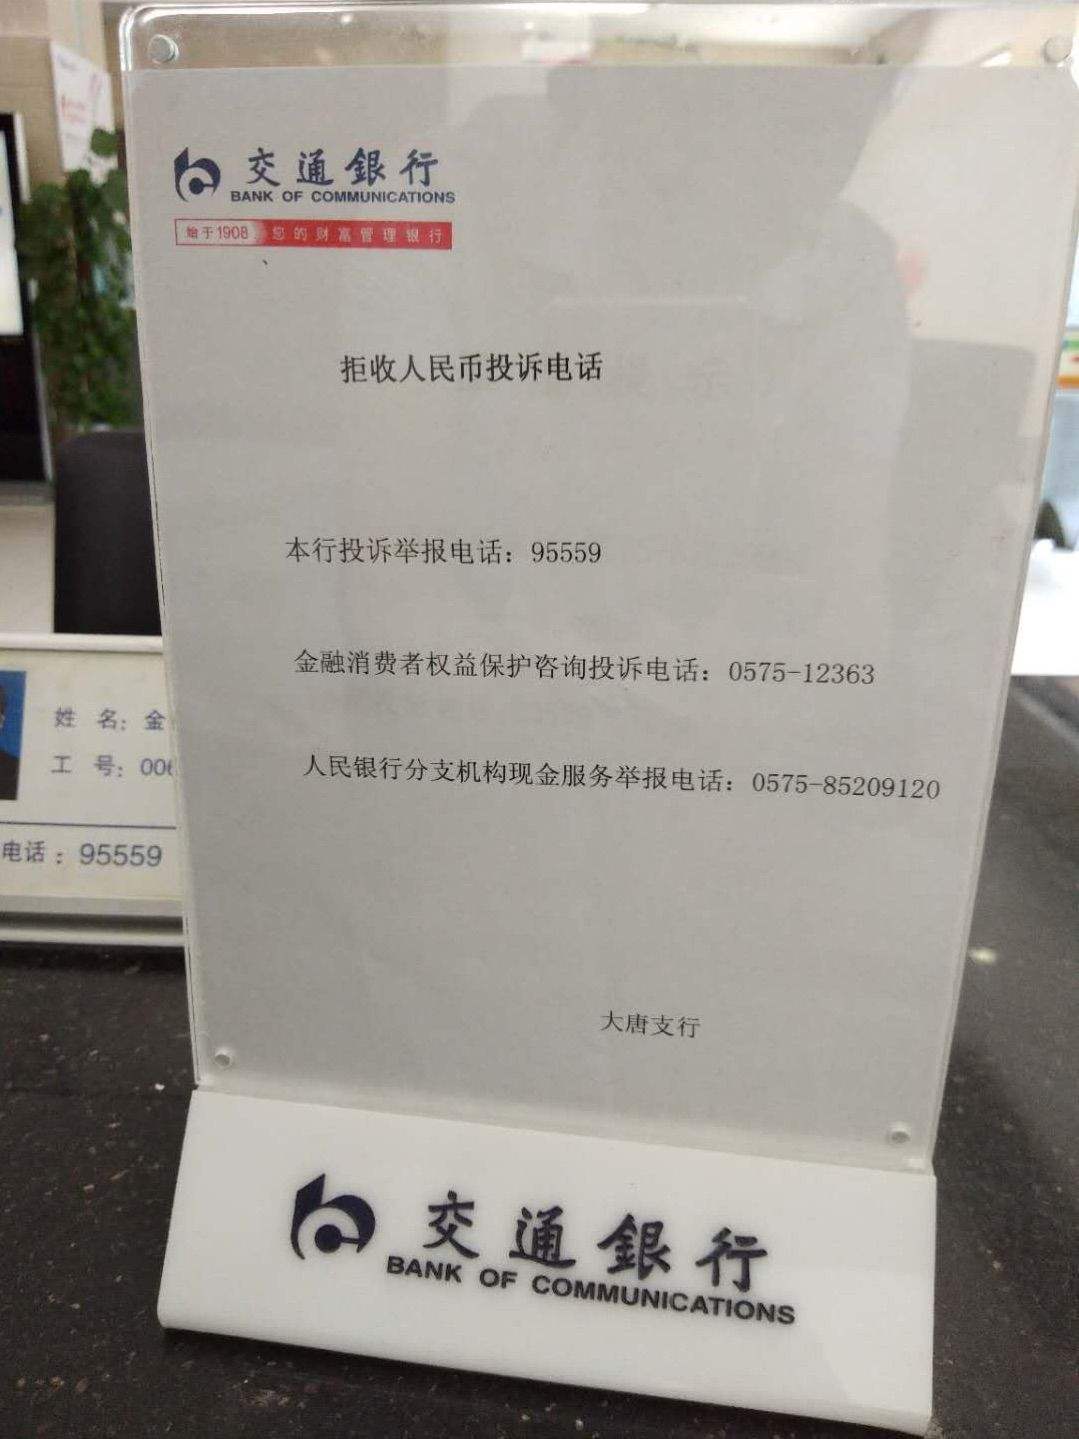 交通銀行
BANK OF COMMUNICATIONS
始于1908 您的财富管理银行
拒收人民币投诉电话
本行投诉举报电话：95559
金融消费者权益保护咨询投诉电话：0575-12363
人民银行分支机构现金服务举报电话：0575-85209120
大唐支行
姓 名：金
工 号：006
电话：95559
交通銀行
BANK OF COMMUNICATIONS